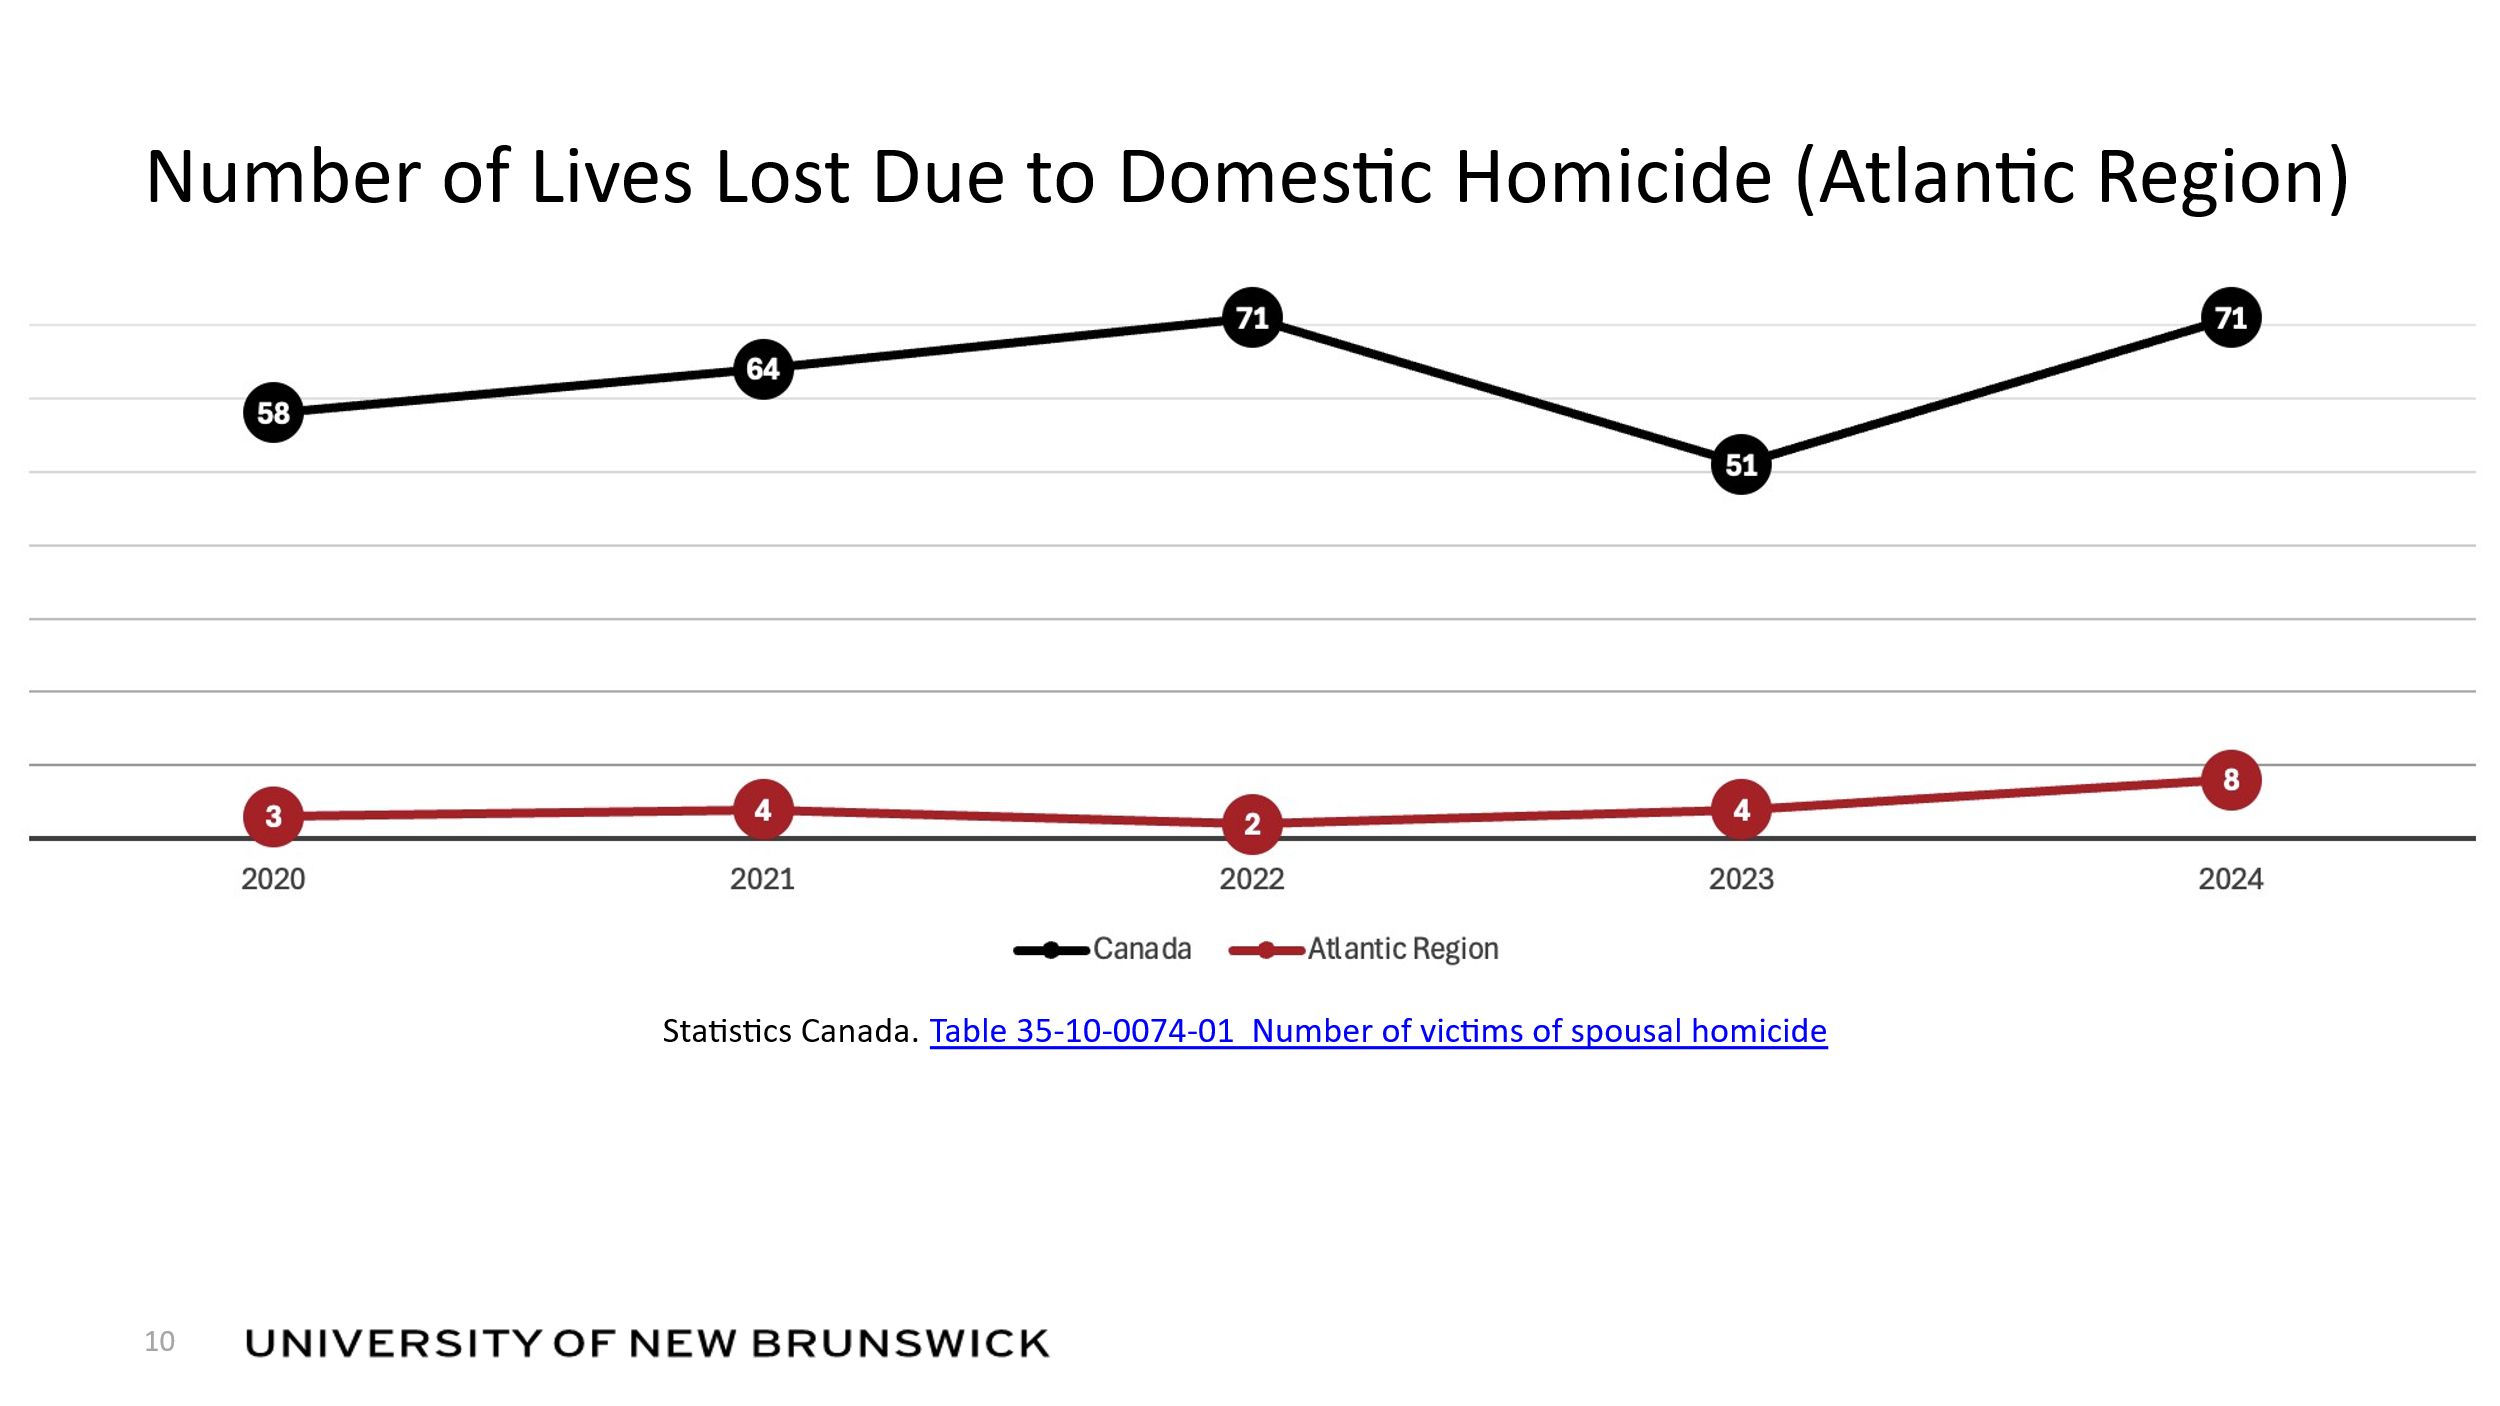 Number of Lives Lost Due to Domestic Homicide (Atlantic Region)
71
71
64
58
51
8
4
4
3
2
2020 2021 2022 2023 2024
Canada Atlantic Region
Statistics Canada. Table 35-10-0074-01 Number of victims of spousal homicide
10 UNIVERSITY OF NEW BRUNSWICK